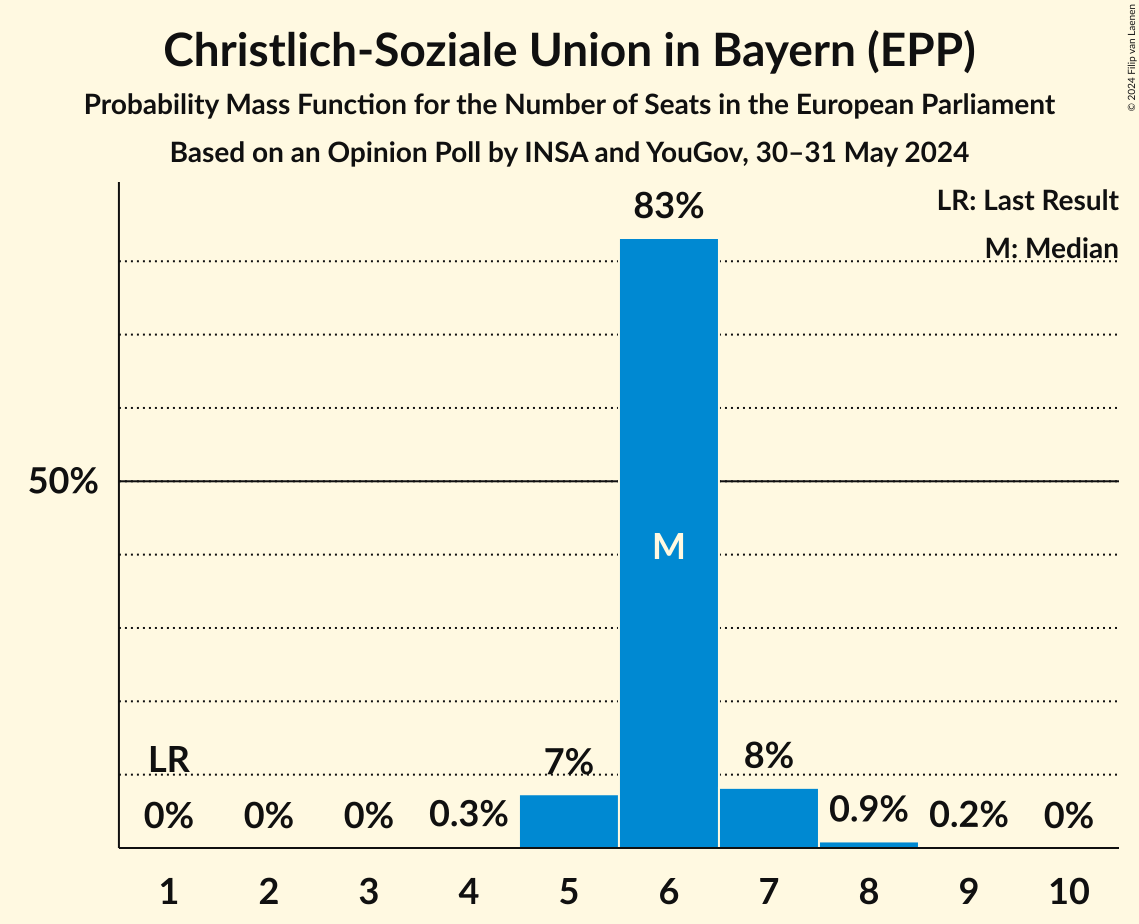 Christlich-Soziale Union in Bayern (EPP)
Probability Mass Function for the Number of Seats in the European Parliament
Based on an Opinion Poll by INSA and YouGov, 30–31 May 2024
© 2024 Filip van Laenen
LR: Last Result
M: Median
83%
50%
M
LR
7%
8%
0%
0%
0%
0.3%
0.9%
0.2%
0%
1 2 3 4 5 6 7 8 9 10